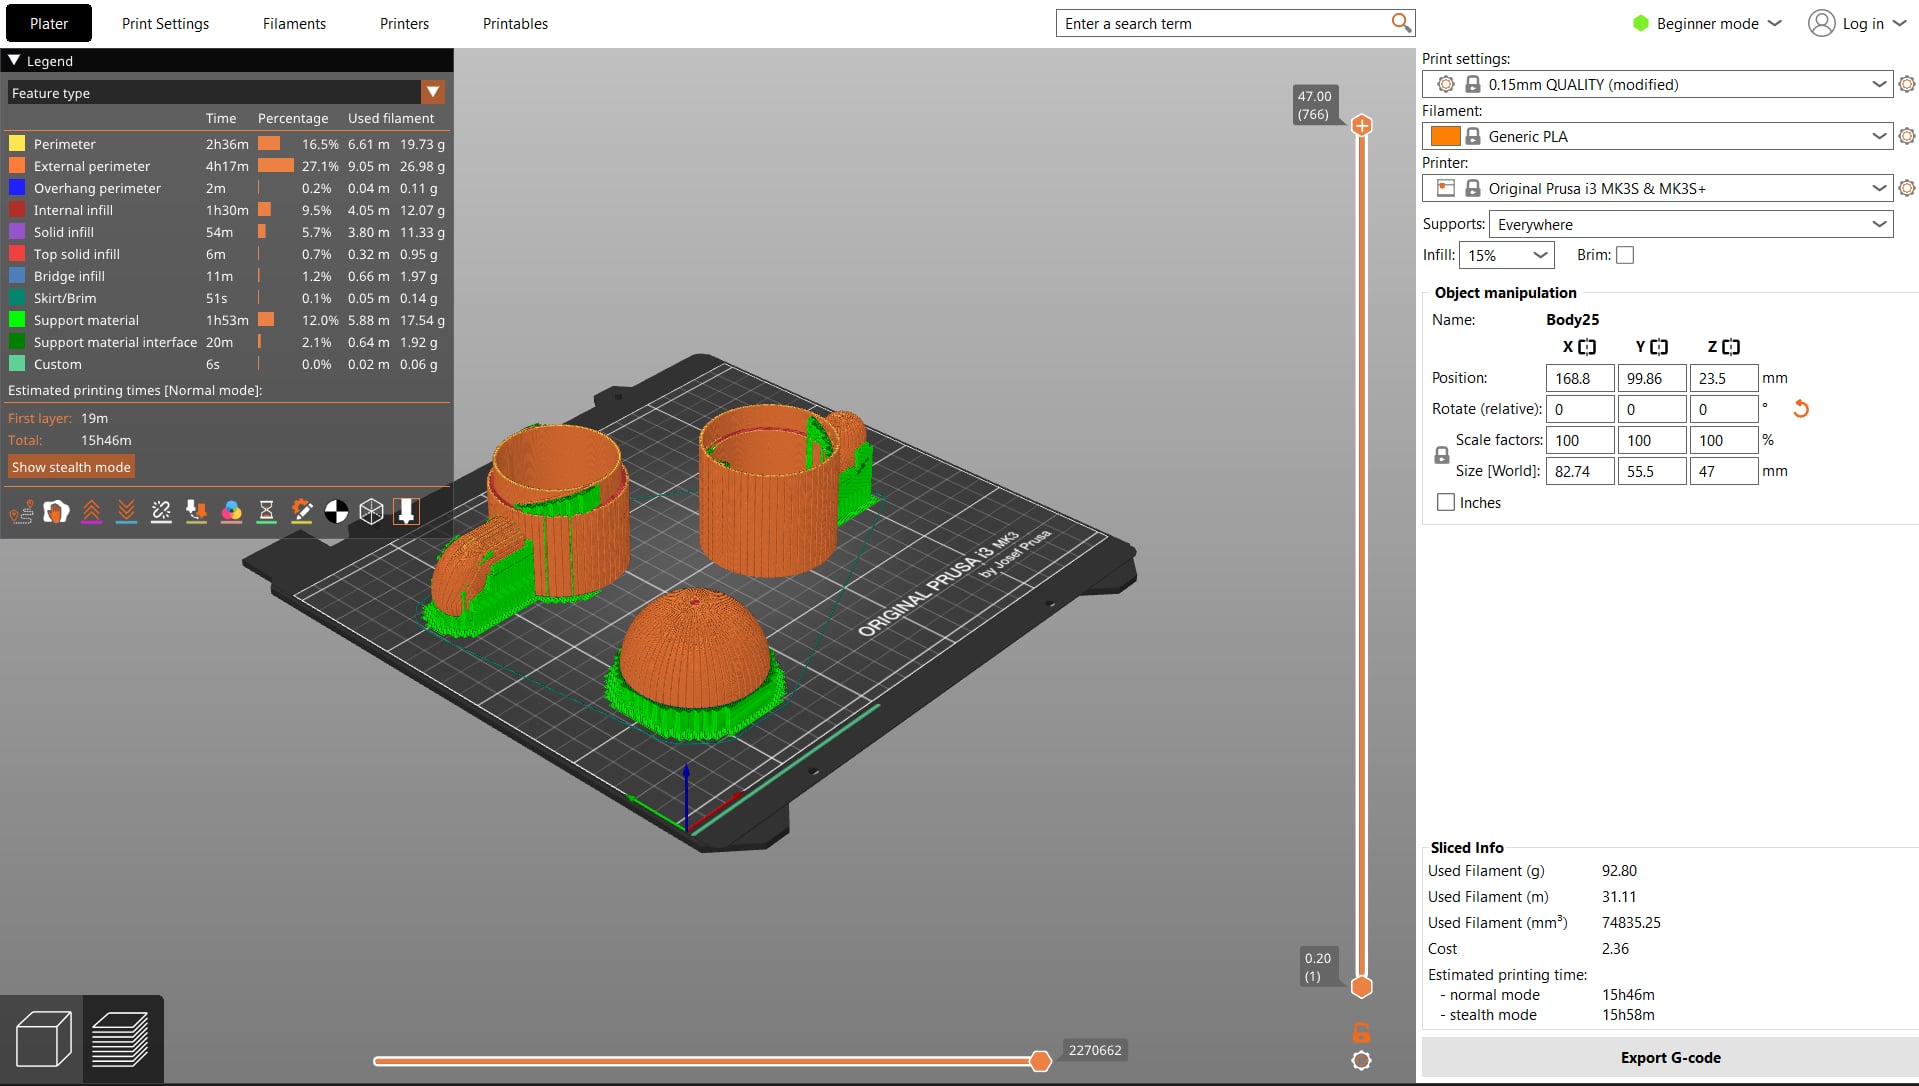 Plater Print Settings Filaments Printers Printables Enter a search term Beginner mode Log in
Legend
Feature type
Time Percentage Used filament
Perimeter 2h36m 16.5% 6.61 m 19.73 g
External perimeter 4h17m 27.1% 9.05 m 26.98 g
Overhang perimeter 2m 0.2% 0.04 m 0.11 g
Internal infill 1h30m 9.5% 4.05 m 12.07 g
Solid infill 54m 5.7% 3.80 m 11.33 g
Top solid infill 6m 0.7% 0.32 m 0.95 g
Bridge infill 11m 1.2% 0.66 m 1.97 g
Skirt/Brim 51s 0.1% 0.05 m 0.14 g
Support material 1h53m 12.0% 5.88 m 17.54 g
Support material interface 20m 2.1% 0.64 m 1.92 g
Custom 6s 0.0% 0.02 m 0.06 g
Estimated printing times [Normal mode]:
First layer: 19m
Total: 15h46m
Show stealth mode
47.00
(766)
ORIGINAL PRUSA i3 MK3
by Josef Prusa
0.20
(1)
2270662
Print settings:
0.15mm QUALITY (modified)
Filament:
Generic PLA
Printer:
Original Prusa i3 MK3S & MK3S+
Supports: Everywhere
Infill: 15% Brim:
Object manipulation
Name: Body25
X Y Z
Position: 168.8 99.86 23.5 mm
Rotate (relative): 0 0 0 °
Scale factors: 100 100 100 %
Size [World]: 82.74 55.5 47 mm
Inches
Sliced Info
Used Filament (g) 92.80
Used Filament (m) 31.11
Used Filament (mm³) 74835.25
Cost 2.36
Estimated printing time:
- normal mode 15h46m
- stealth mode 15h58m
Export G-code